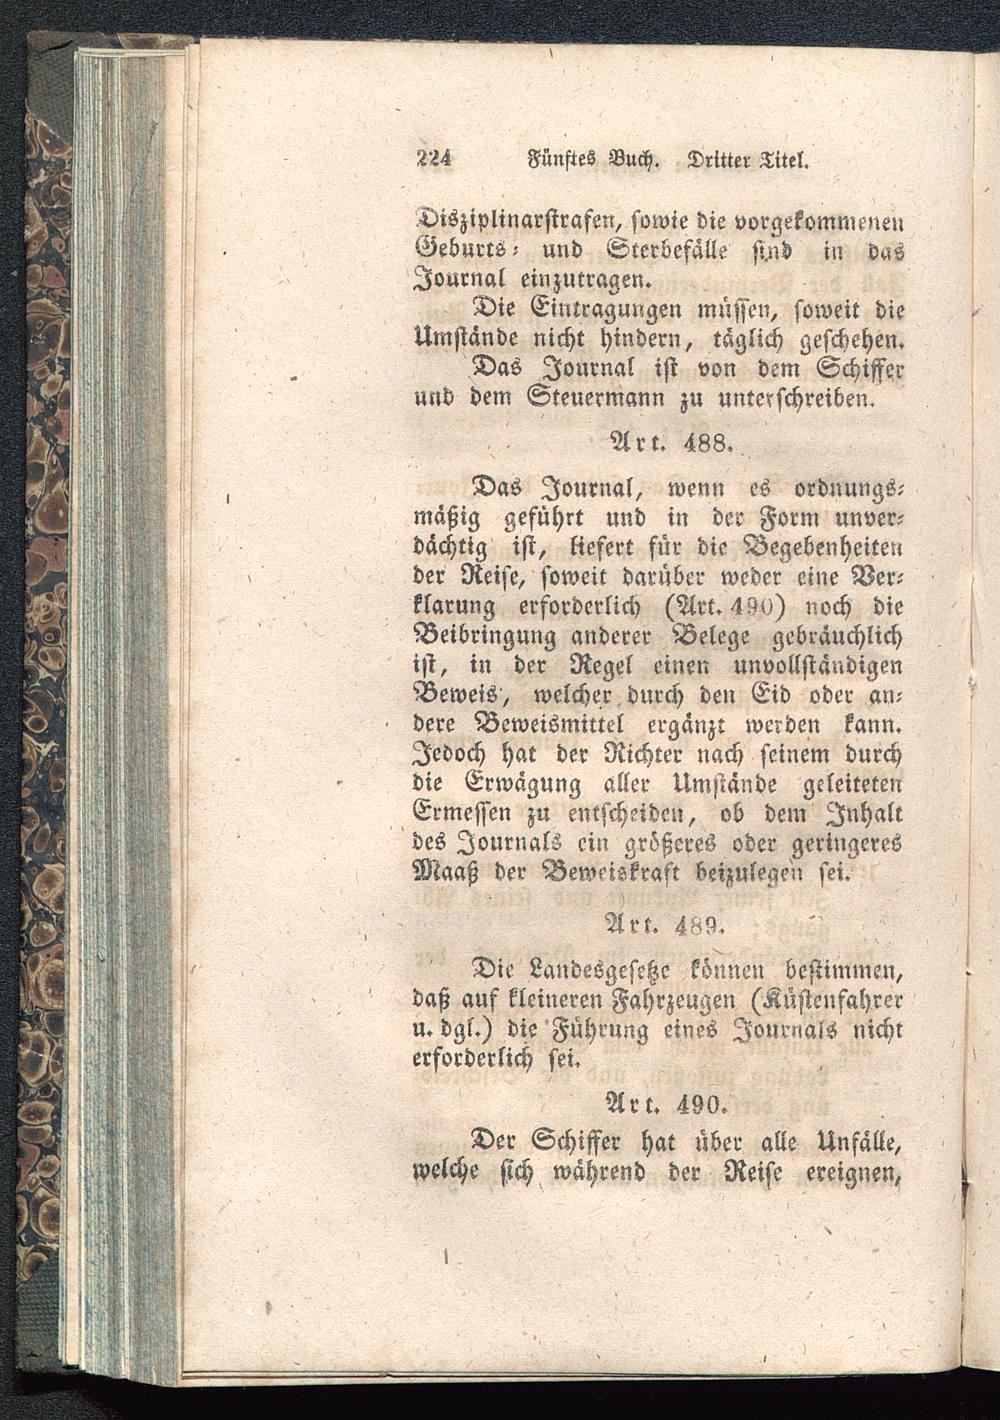 224 Fünftes Buch. Dritter Titel.
Disziplinarstrafen, sowie die vorgekommenen
Geburts- und Sterbefälle sind in das
Journal einzutragen.
Die Eintragungen müssen, soweit die
Umstände nicht hindern, täglich geschehen.
Das Journal ist von dem Schiffer
und dem Steuermann zu unterschreiben.
Art. 488.
Das Journal, wenn es ordnungs-
mäßig geführt und in der Form unver-
dächtig ist, liefert für die Begebenheiten
der Reise, soweit darüber weder eine Ver-
klarung erforderlich (Art. 490) noch die
Beibringung anderer Belege gebräuchlich
ist, in der Regel einen unvollständigen
Beweis, welcher durch den Eid oder an-
dere Beweismittel ergänzt werden kann.
Jedoch hat der Richter nach seinem durch
die Erwägung aller Umstände geleiteten
Ermessen zu entscheiden, ob dem Inhalt
des Journals ein größeres oder geringeres
Maaß der Beweiskraft beizulegen sei.
Art. 489.
Die Landesgesetze können bestimmen,
daß auf kleineren Fahrzeugen (Küstenfahrer
u. dgl.) die Führung eines Journals nicht
erforderlich sei.
Art. 490.
Der Schiffer hat über alle Unfälle,
welche sich während der Reise ereignen,